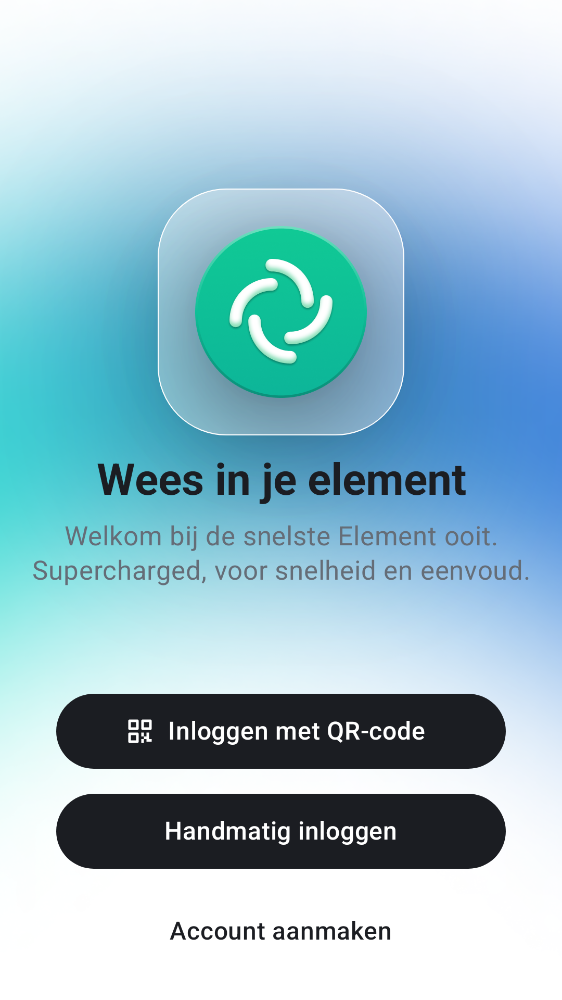 Wees in je element
Welkom bij de snelste Element ooit.
Supercharged, voor snelheid en eenvoud.
Inloggen met QR-code
Handmatig inloggen
Account aanmaken